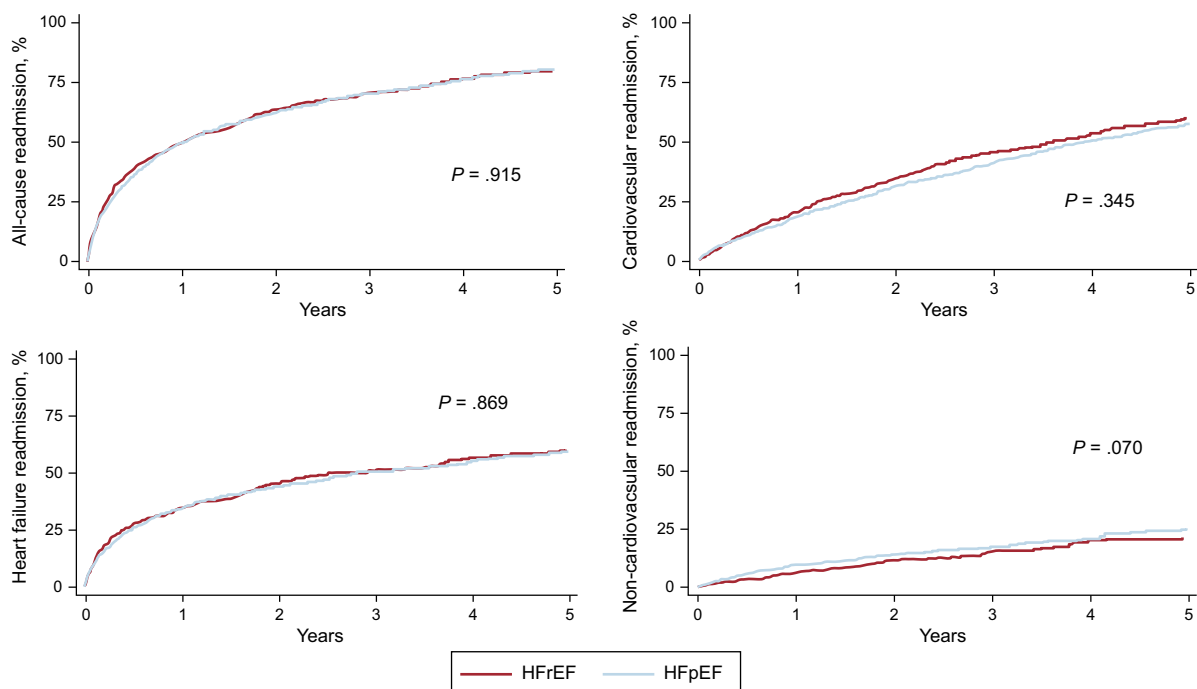 All-cause readmission, %
100
75
50
25
0
P = .915
0 1 2 3 4 5
Years
Cardiovacsular readmission, %
100
75
50
25
0
P = .345
0 1 2 3 4 5
Years
Heart failure readmission, %
100
75
50
25
0
P = .869
0 1 2 3 4 5
Years
Non-cardiovacsular readmission, %
100
75
50
25
0
P = .070
0 1 2 3 4 5
Years
HFrEF HFpEF